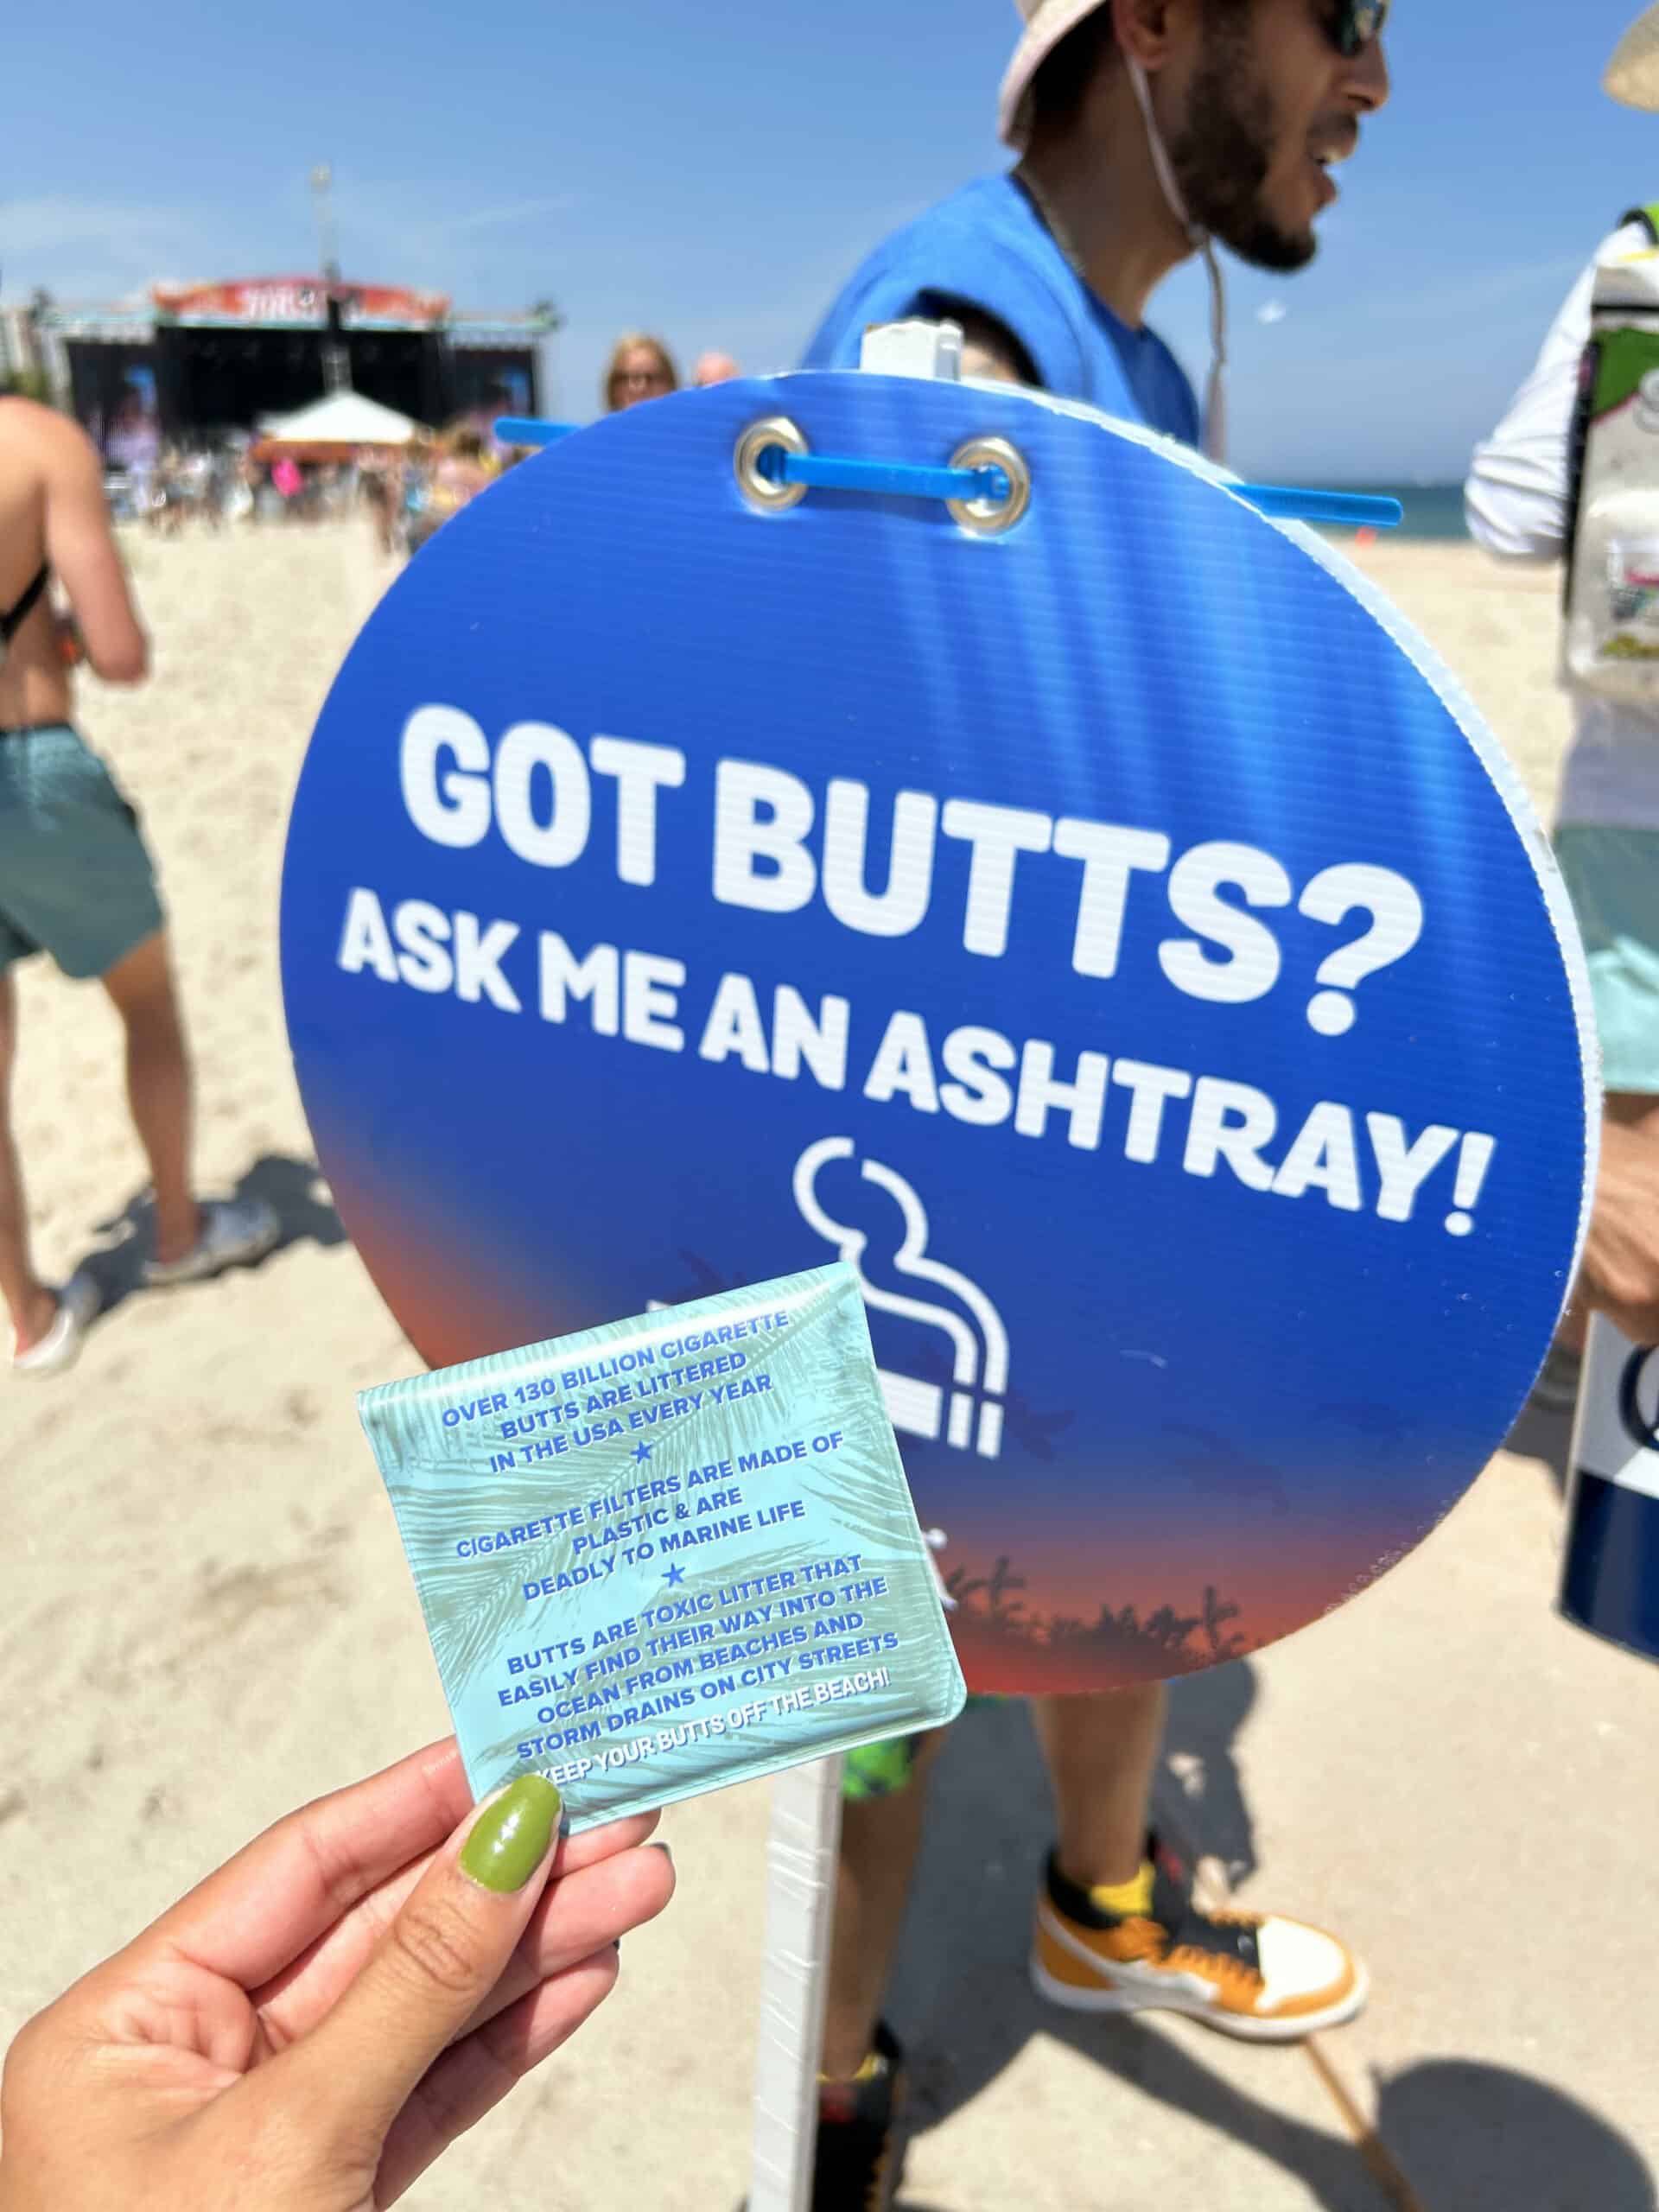 GOT BUTTS?
ASK ME AN ASHTRAY!
OVER 130 BILLION CIGARETTE
BUTTS ARE LITTERED
IN THE USA EVERY YEAR
CIGARETTE FILTERS ARE MADE OF
PLASTIC & ARE
DEADLY TO MARINE LIFE
BUTTS ARE TOXIC LITTER THAT
EASILY FIND THEIR WAY INTO THE
OCEAN FROM BEACHES AND
STORM DRAINS ON CITY STREETS
KEEP YOUR BUTTS OFF THE BEACH!